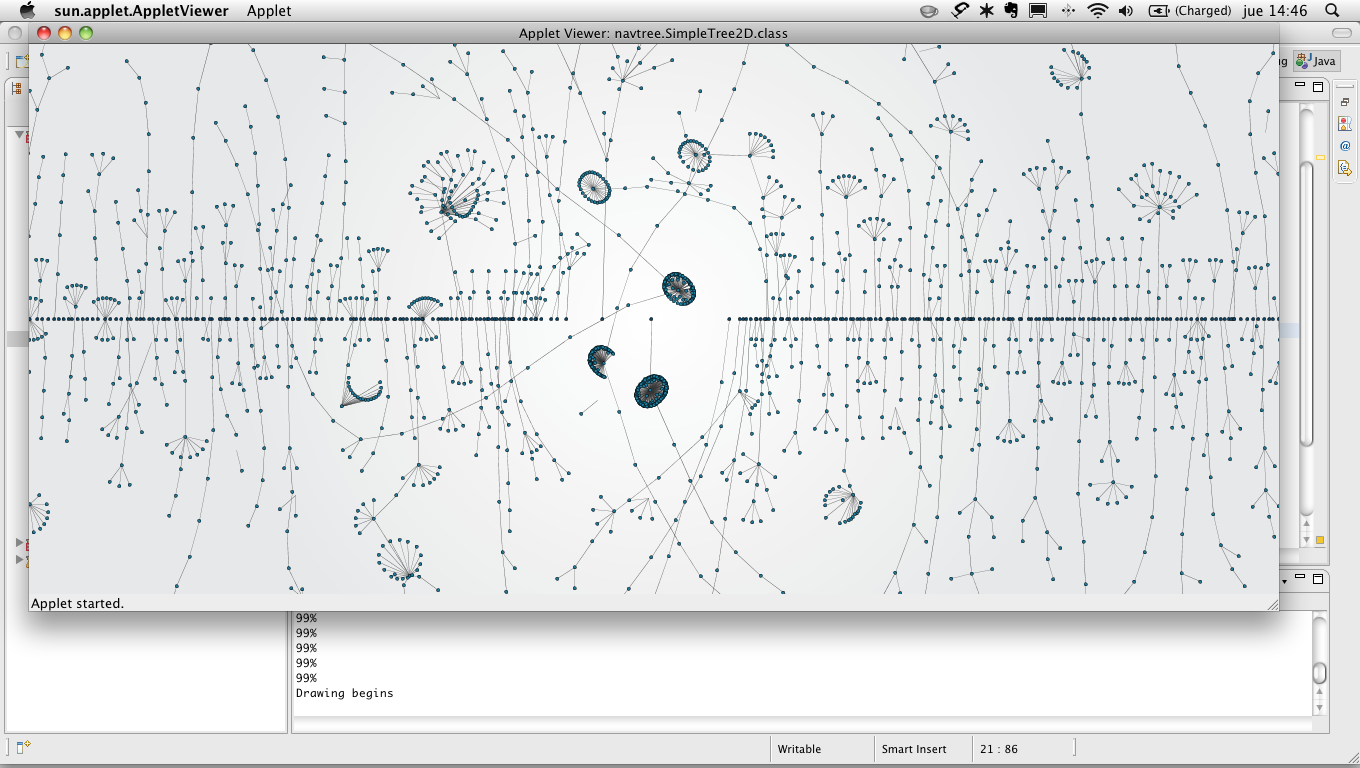 sun.applet.AppletViewer Applet (Charged) jue 14:46
Applet Viewer: navtree.SimpleTree2D.class
ug Java
Applet started.
99%
99%
99%
99%
99%
Drawing begins
Writable Smart Insert 21 : 86